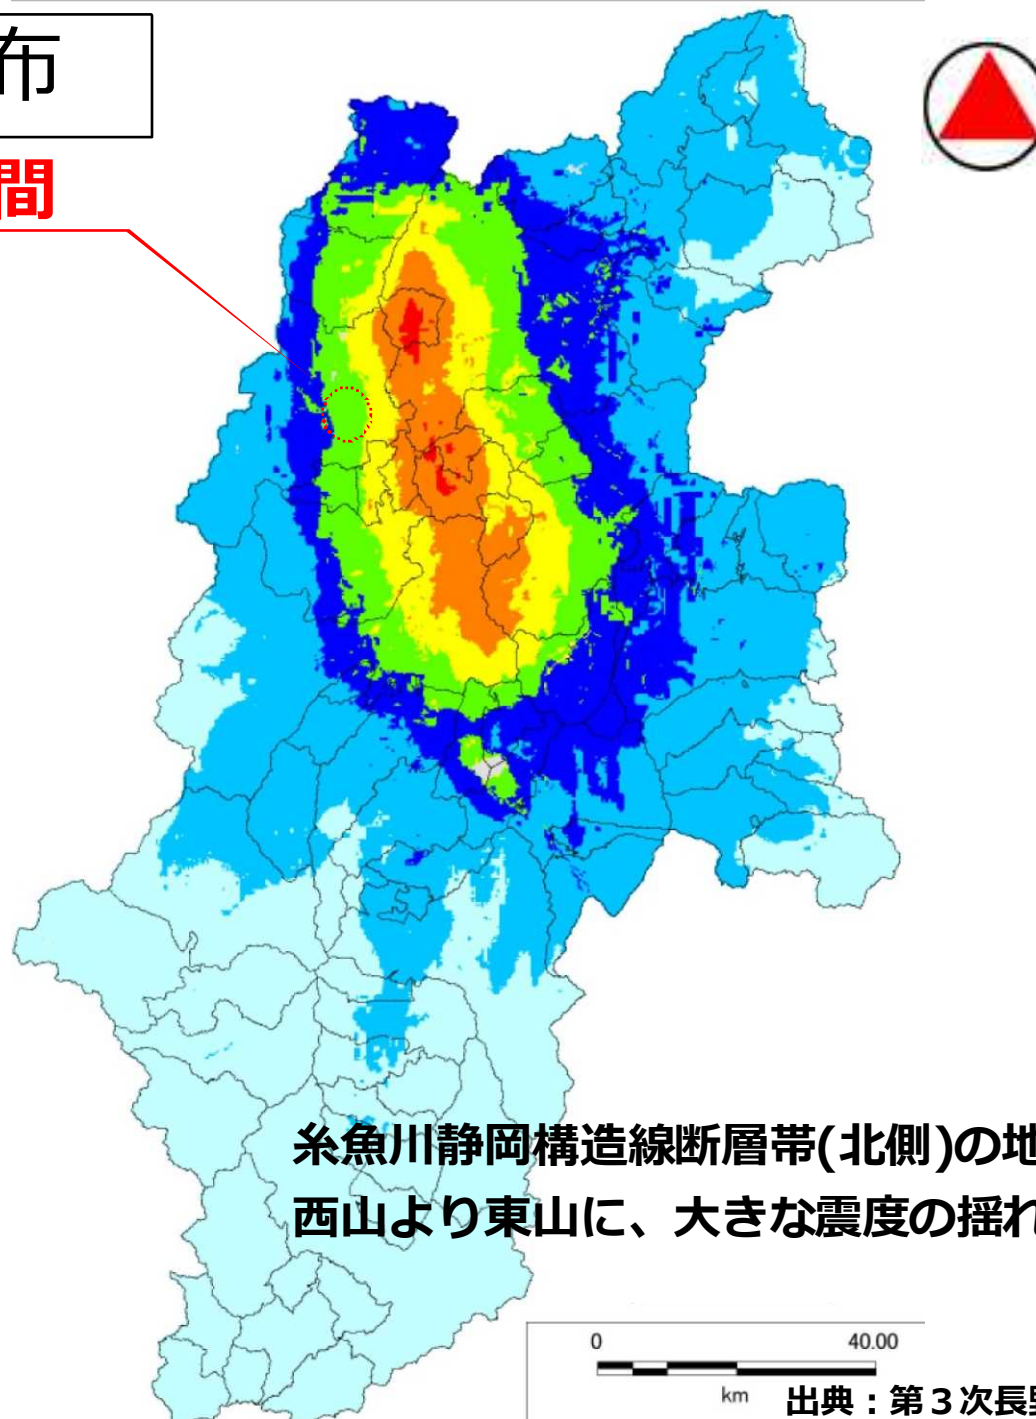 布
間
糸魚川静岡構造線断層帯(北側)の地
西山より東山に、大きな震度の揺れ
0 40.00
km
出典：第３次長野